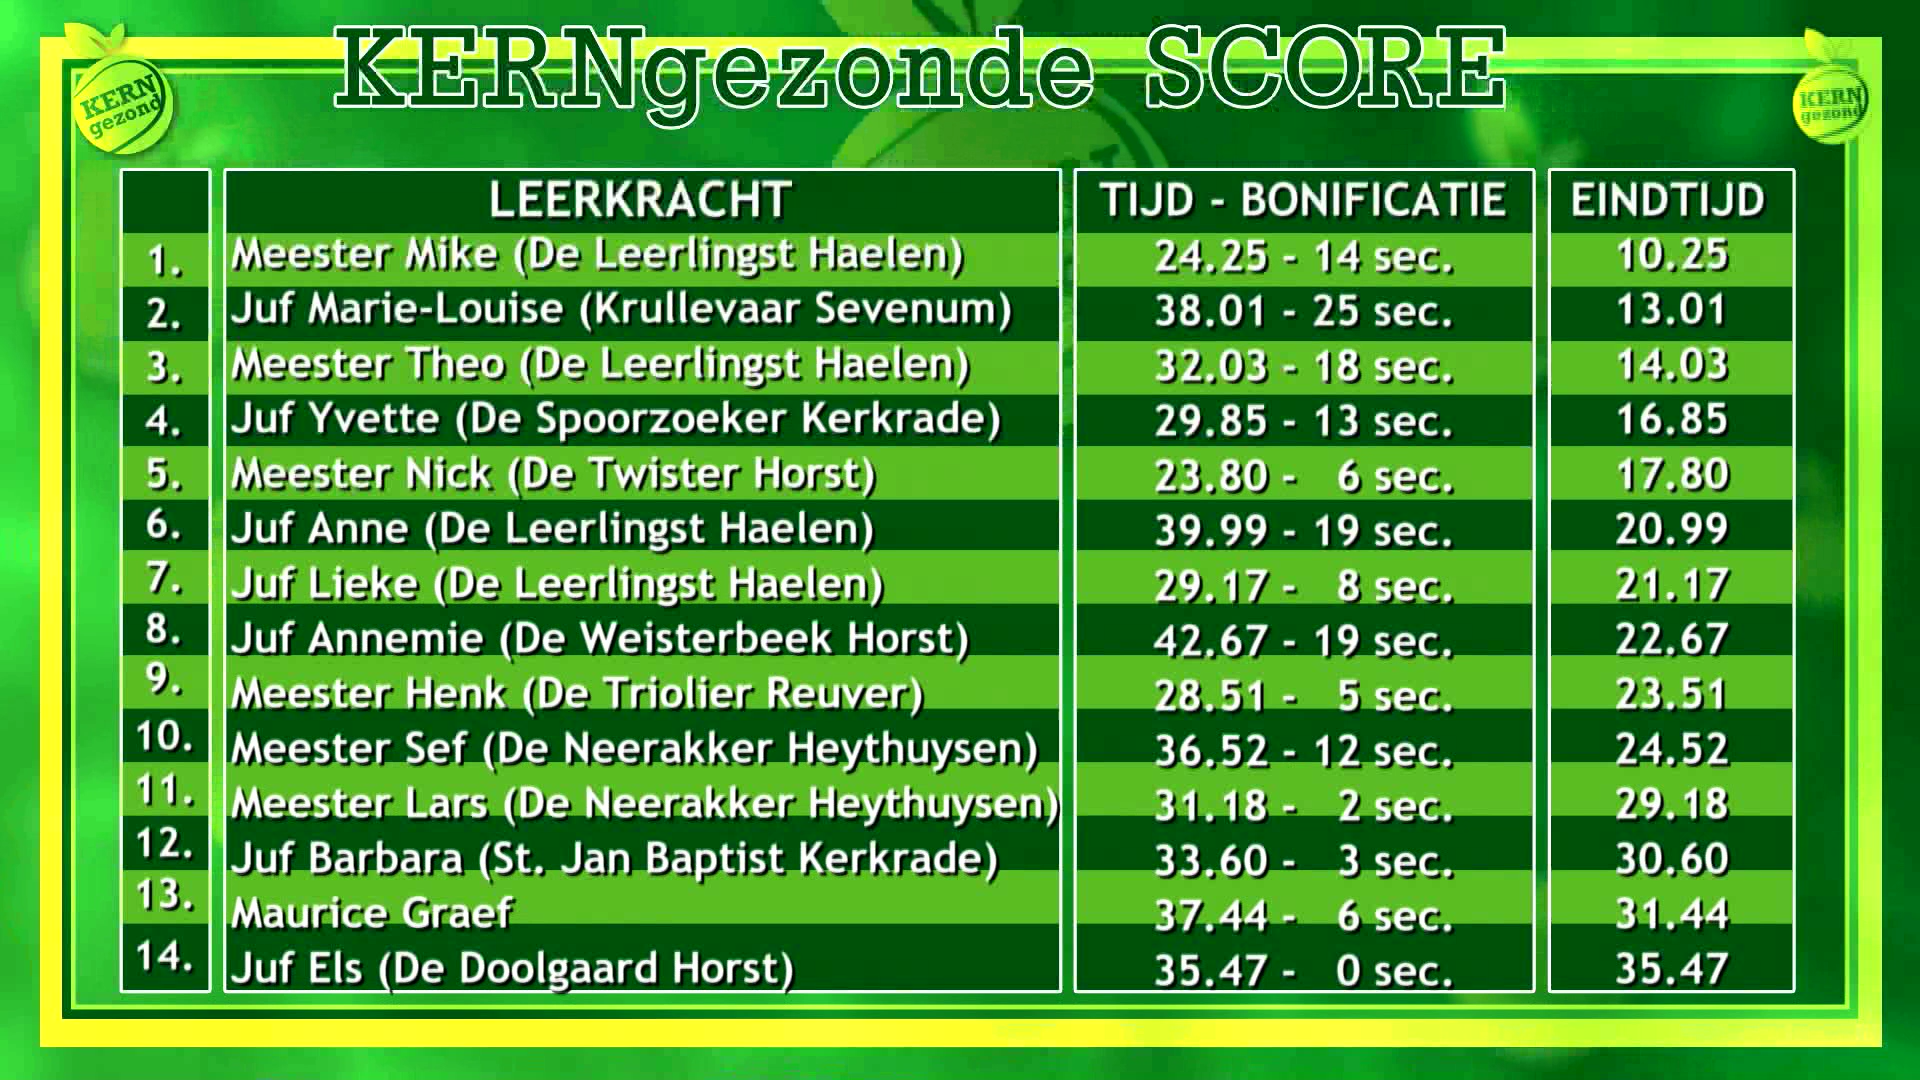 KERNgezonde SCORE
KERN
gezond
KERN
gezond
LEERKRACHT TIJD - BONIFICATIE EINDTIJD
1. Meester Mike (De Leerlingst Haelen) 24.25 - 14 sec. 10.25
2. Juf Marie-Louise (Krullevaar Sevenum) 38.01 - 25 sec. 13.01
3. Meester Theo (De Leerlingst Haelen) 32.03 - 18 sec. 14.03
4. Juf Yvette (De Spoorzoeker Kerkrade) 29.85 - 13 sec. 16.85
5. Meester Nick (De Twister Horst) 23.80 - 6 sec. 17.80
6. Juf Anne (De Leerlingst Haelen) 39.99 - 19 sec. 20.99
7. Juf Lieke (De Leerlingst Haelen) 29.17 - 8 sec. 21.17
8. Juf Annemie (De Weisterbeek Horst) 42.67 - 19 sec. 22.67
9. Meester Henk (De Triolier Reuver) 28.51 - 5 sec. 23.51
10. Meester Sef (De Neerakker Heythuysen) 36.52 - 12 sec. 24.52
11. Meester Lars (De Neerakker Heythuysen) 31.18 - 2 sec. 29.18
12. Juf Barbara (St. Jan Baptist Kerkrade) 33.60 - 3 sec. 30.60
13. Maurice Graef 37.44 - 6 sec. 31.44
14. Juf Els (De Doolgaard Horst) 35.47 - 0 sec. 35.47